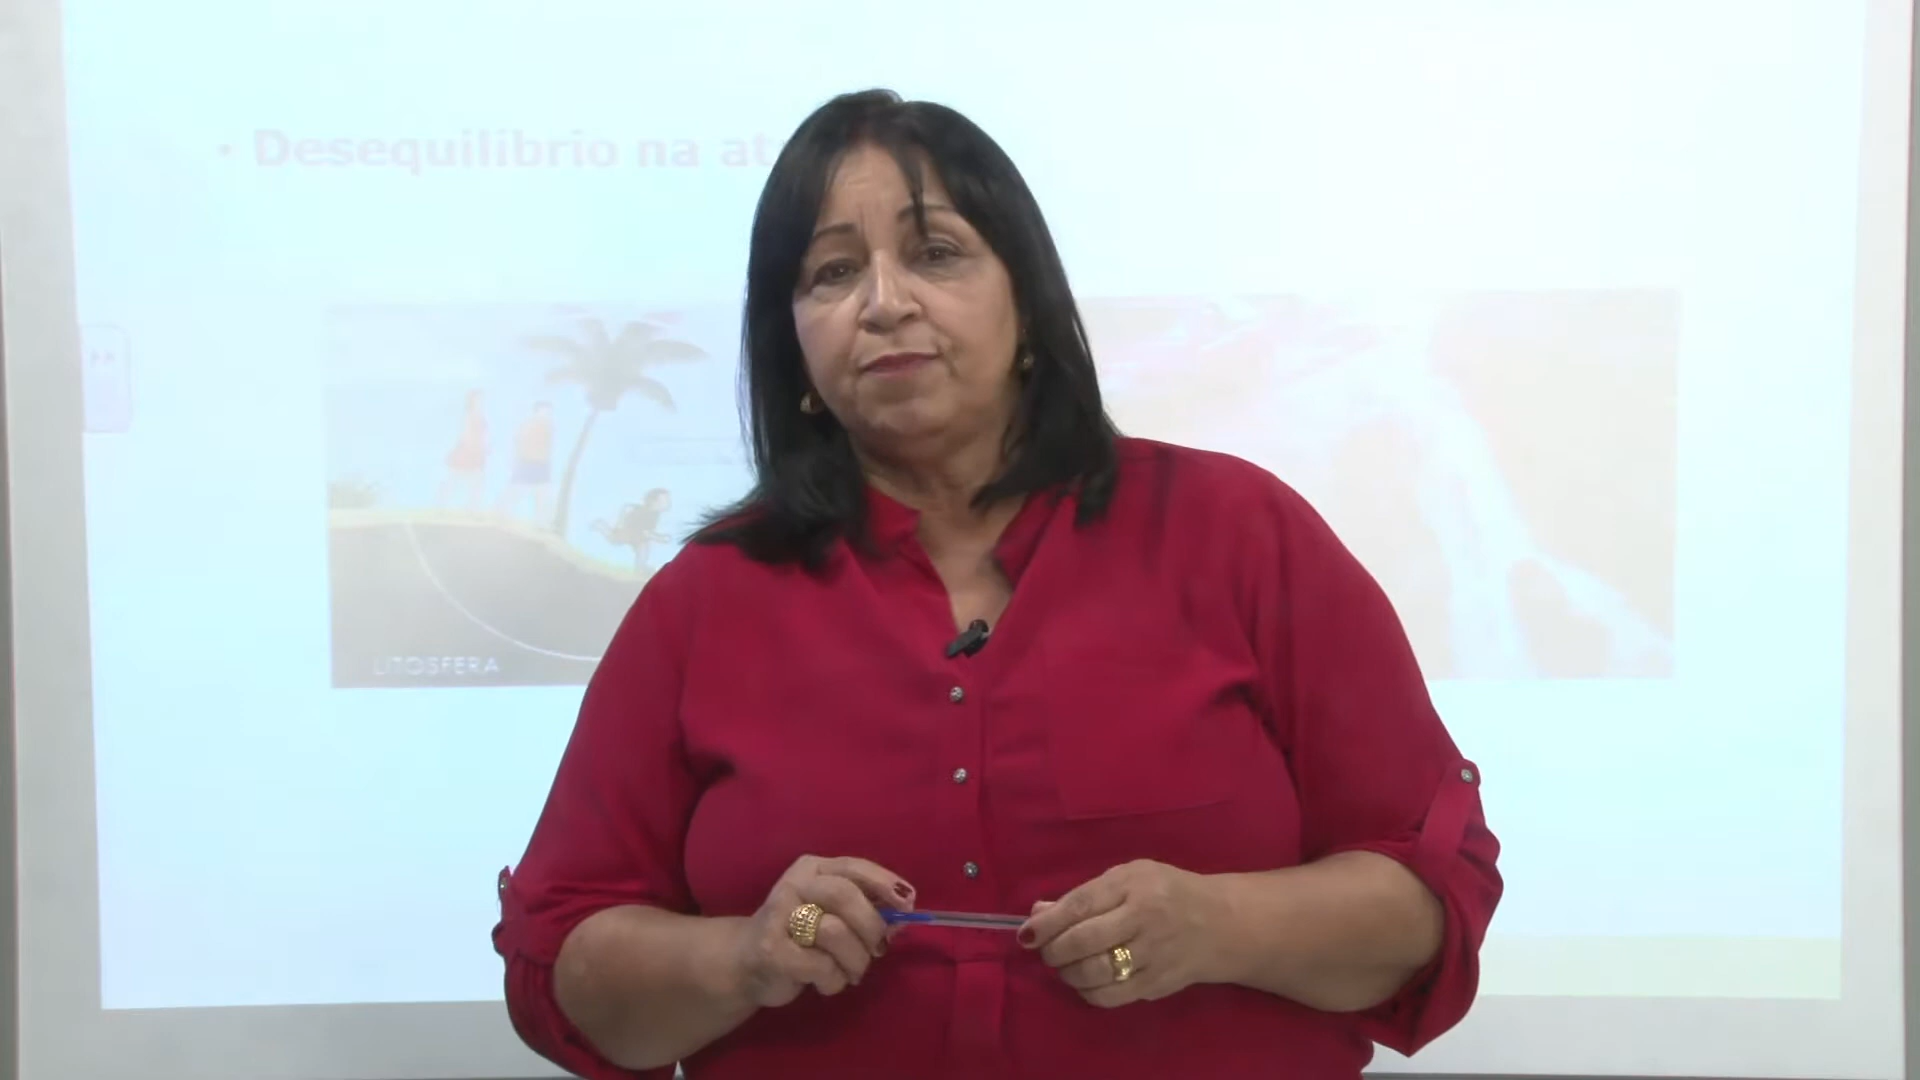 • Desequilíbrio na at
LITOSFERA